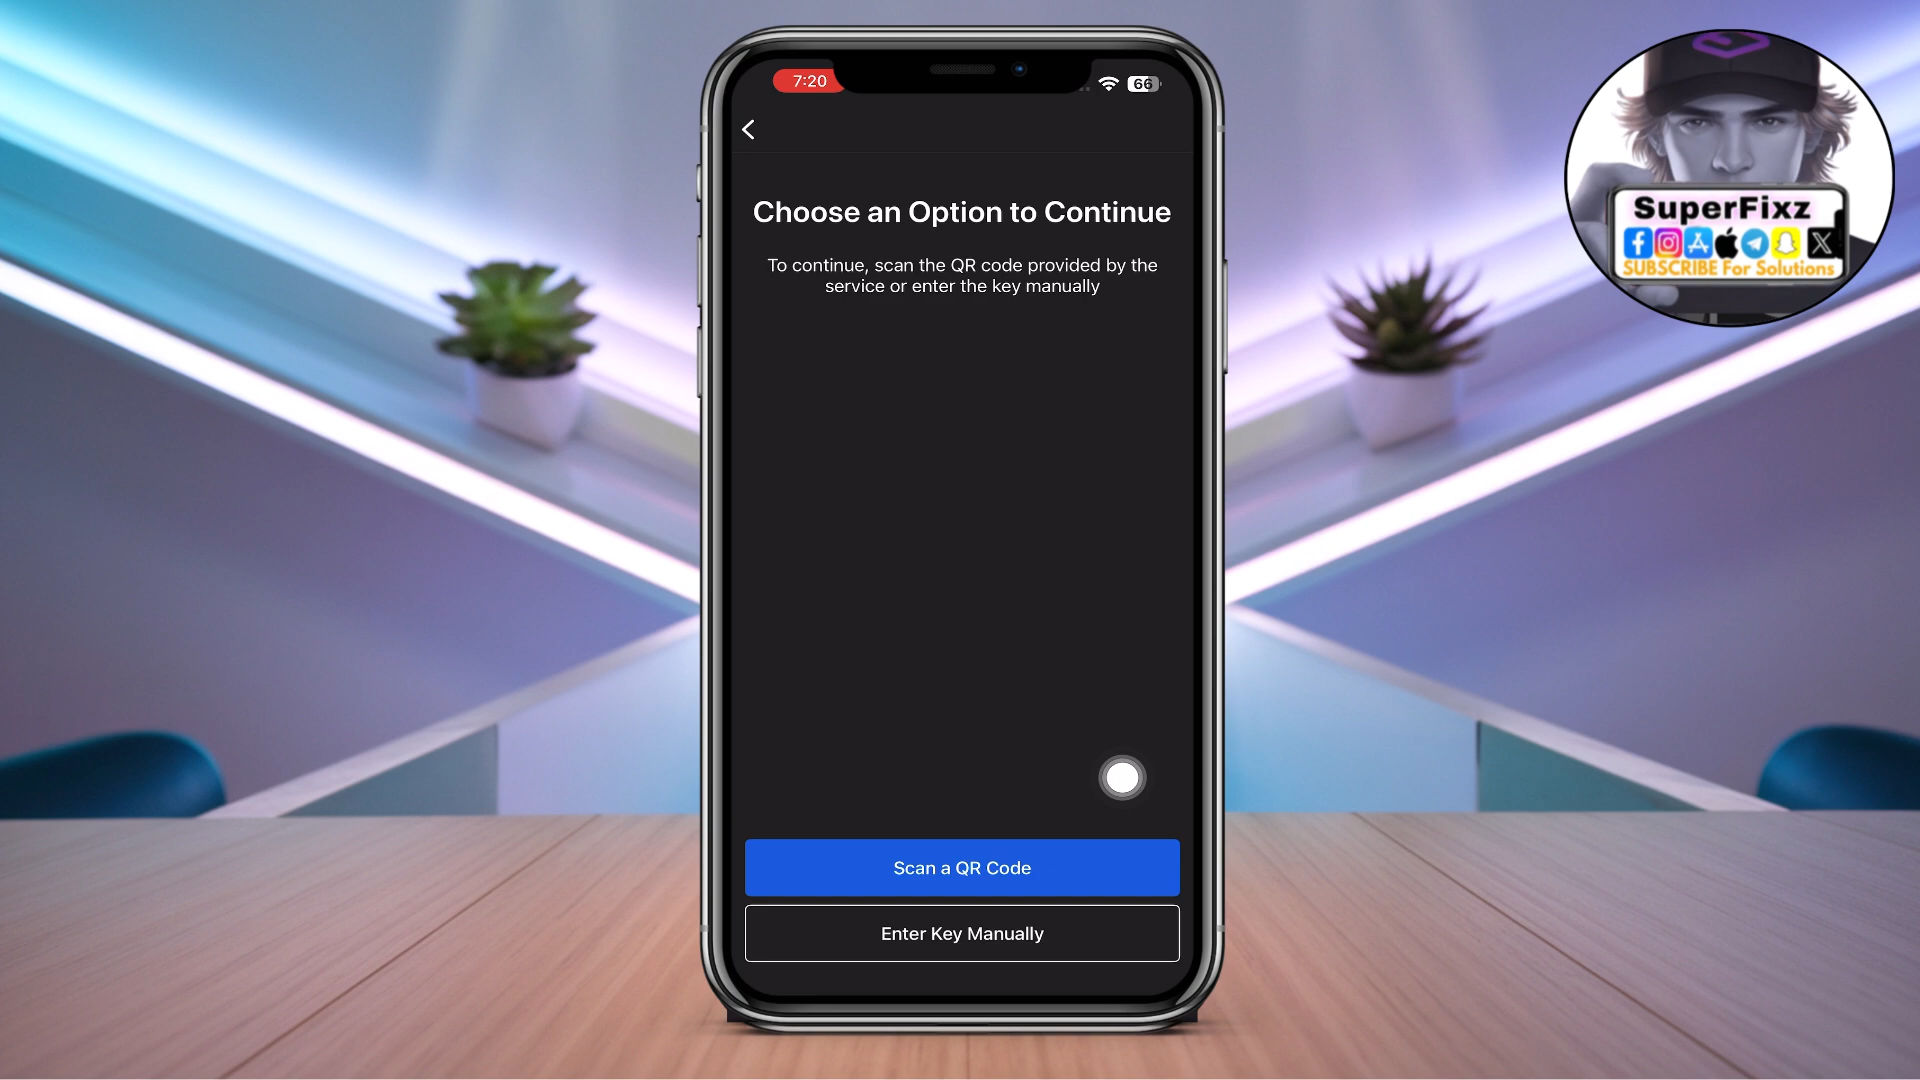 7:20
66
Choose an Option to Continue
To continue, scan the QR code provided by the
service or enter the key manually
Scan a QR Code
Enter Key Manually
SuperFixz
SUBSCRIBE For Solutions